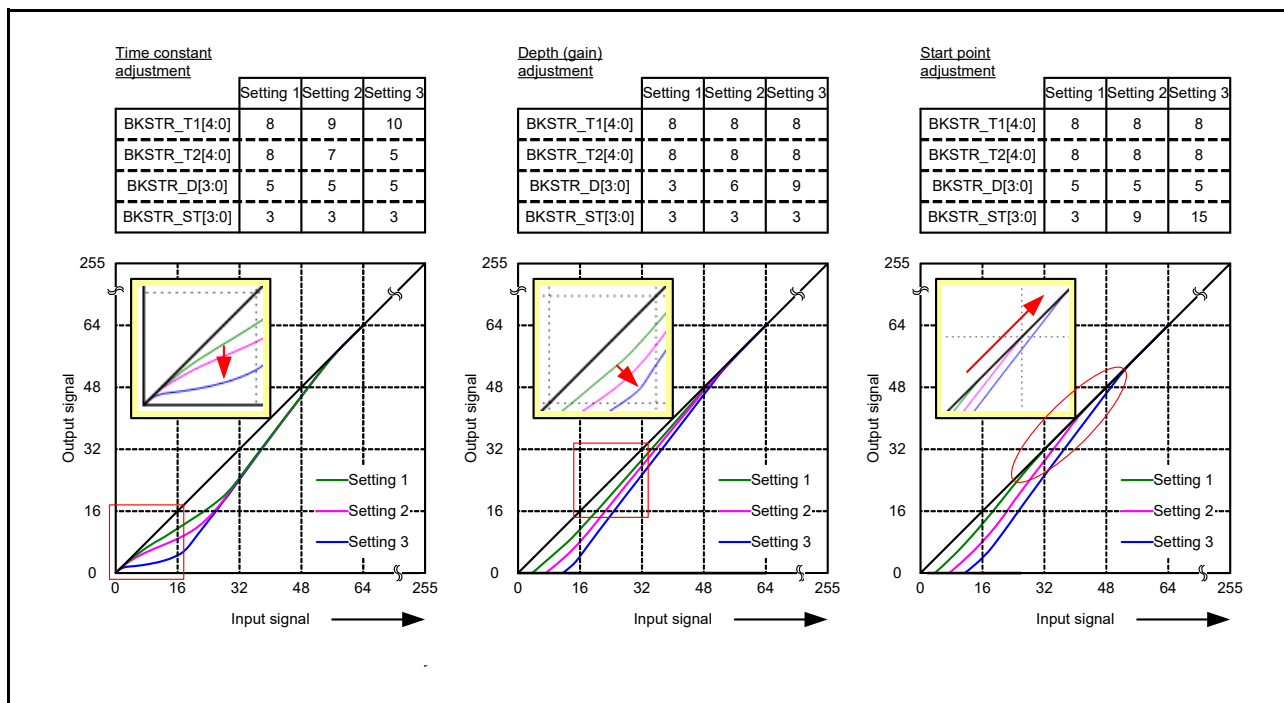 Time constant
adjustment
Setting 1 Setting 2 Setting 3
BKSTR_T1[4:0] 8 9 10
BKSTR_T2[4:0] 8 7 5
BKSTR_D[3:0] 5 5 5
BKSTR_ST[3:0] 3 3 3
255
64
48
32
16
0
Output signal
Setting 1
Setting 2
Setting 3
0 16 32 48 64 255
Input signal
Depth (gain)
adjustment
Setting 1 Setting 2 Setting 3
BKSTR_T1[4:0] 8 8 8
BKSTR_T2[4:0] 8 8 8
BKSTR_D[3:0] 3 6 9
BKSTR_ST[3:0] 3 3 3
255
64
48
32
16
0
Output signal
Setting 1
Setting 2
Setting 3
0 16 32 48 64 255
Input signal
Start point
adjustment
Setting 1 Setting 2 Setting 3
BKSTR_T1[4:0] 8 8 8
BKSTR_T2[4:0] 8 8 8
BKSTR_D[3:0] 5 5 5
BKSTR_ST[3:0] 3 9 15
255
64
48
32
16
0
Output signal
Setting 1
Setting 2
Setting 3
0 16 32 48 64 255
Input signal